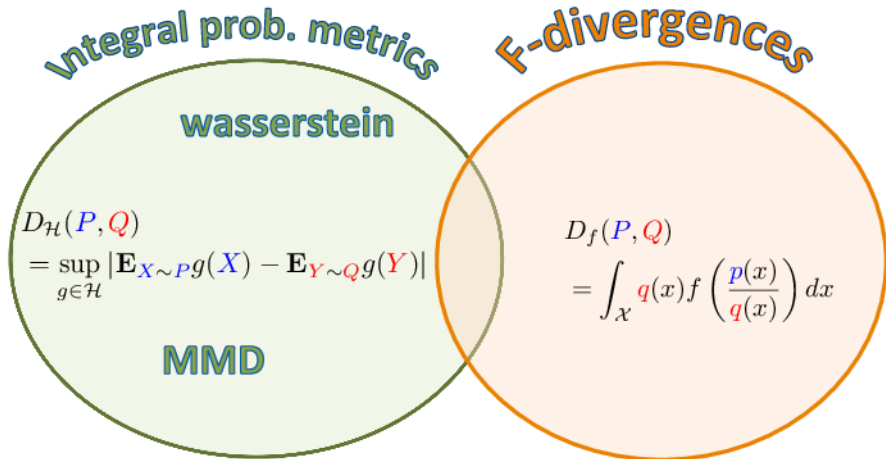 Integral prob. metrics
F-divergences
wasserstein
D_ℋ(P, Q)
= sup_{g∈ℋ} |E_{X∼P} g(X) − E_{Y∼Q} g(Y)|
MMD
D_f(P, Q)
= ∫_𝒳 q(x) f (p(x)/q(x)) dx